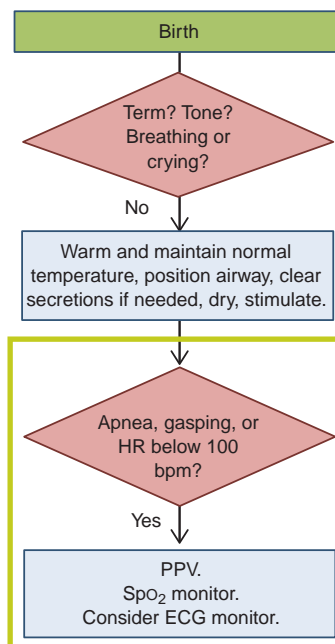 Birth
Term? Tone?
Breathing or
crying?
No
Warm and maintain normal
temperature, position airway, clear
secretions if needed, dry, stimulate.
Apnea, gasping, or
HR below 100
bpm?
Yes
PPV.
SpO₂ monitor.
Consider ECG monitor.